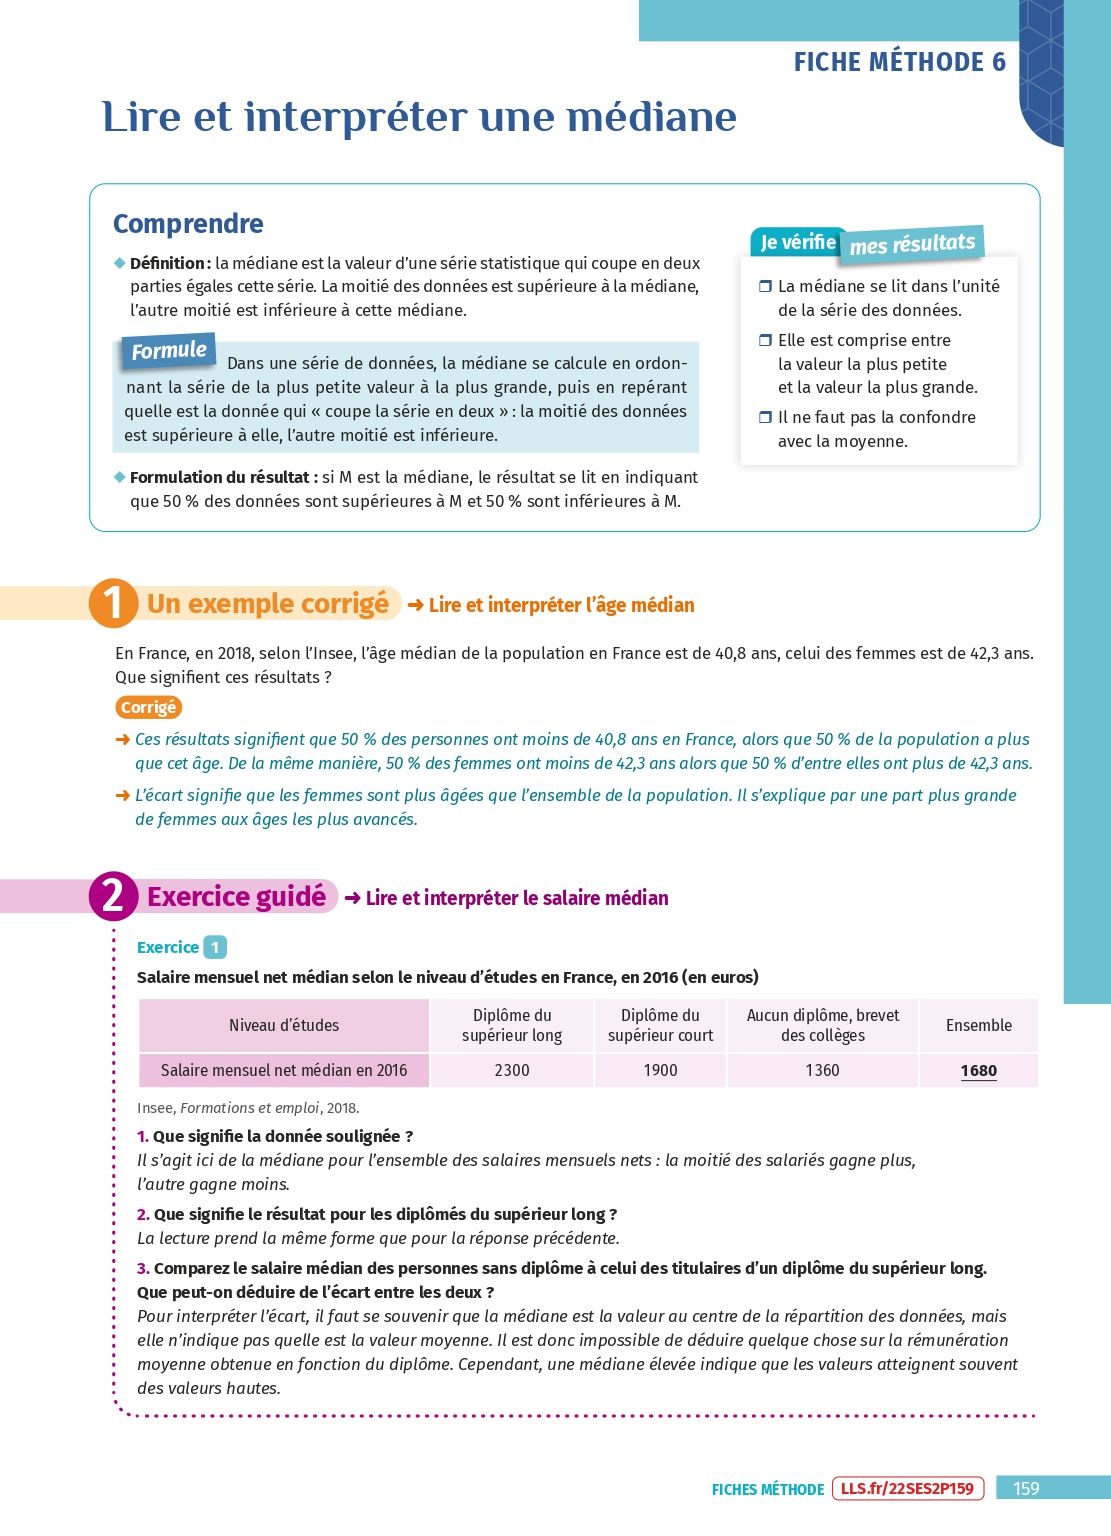 FICHE MÉTHODE 6
Lire et interpréter une médiane
Comprendre
◆ Définition : la médiane est la valeur d’une série statistique qui coupe en deux
parties égales cette série. La moitié des données est supérieure à la médiane,
l’autre moitié est inférieure à cette médiane.
Formule
Dans une série de données, la médiane se calcule en ordon-
nant la série de la plus petite valeur à la plus grande, puis en repérant
quelle est la donnée qui « coupe la série en deux » : la moitié des données
est supérieure à elle, l’autre moitié est inférieure.
◆ Formulation du résultat : si M est la médiane, le résultat se lit en indiquant
que 50 % des données sont supérieures à M et 50 % sont inférieures à M.
Je vérifie mes résultats
❒ La médiane se lit dans l’unité
de la série des données.
❒ Elle est comprise entre
la valeur la plus petite
et la valeur la plus grande.
❒ Il ne faut pas la confondre
avec la moyenne.
1 Un exemple corrigé ➜ Lire et interpréter l’âge médian
En France, en 2018, selon l’Insee, l’âge médian de la population en France est de 40,8 ans, celui des femmes est de 42,3 ans.
Que signifient ces résultats ?
Corrigé
➜ Ces résultats signifient que 50 % des personnes ont moins de 40,8 ans en France, alors que 50 % de la population a plus
que cet âge. De la même manière, 50 % des femmes ont moins de 42,3 ans alors que 50 % d’entre elles ont plus de 42,3 ans.
➜ L’écart signifie que les femmes sont plus âgées que l’ensemble de la population. Il s’explique par une part plus grande
de femmes aux âges les plus avancés.
2 Exercice guidé ➜ Lire et interpréter le salaire médian
Exercice 1
Salaire mensuel net médian selon le niveau d’études en France, en 2016 (en euros)
Niveau d’études
Diplôme du
supérieur long
Diplôme du
supérieur court
Aucun diplôme, brevet
des collèges
Ensemble
Salaire mensuel net médian en 2016 2300 1900 1360 1680
Insee, Formations et emploi, 2018.
1. Que signifie la donnée soulignée ?
Il s’agit ici de la médiane pour l’ensemble des salaires mensuels nets : la moitié des salariés gagne plus,
l’autre gagne moins.
2. Que signifie le résultat pour les diplômés du supérieur long ?
La lecture prend la même forme que pour la réponse précédente.
3. Comparez le salaire médian des personnes sans diplôme à celui des titulaires d’un diplôme du supérieur long.
Que peut-on déduire de l’écart entre les deux ?
Pour interpréter l’écart, il faut se souvenir que la médiane est la valeur au centre de la répartition des données, mais
elle n’indique pas quelle est la valeur moyenne. Il est donc impossible de déduire quelque chose sur la rémunération
moyenne obtenue en fonction du diplôme. Cependant, une médiane élevée indique que les valeurs atteignent souvent
des valeurs hautes.
FICHES MÉTHODE LLS.fr/22SES2P159 159